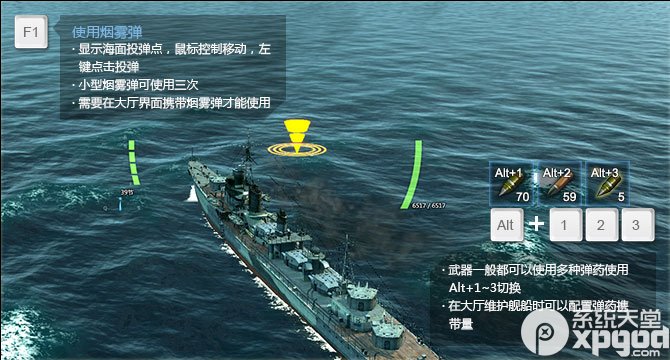 F1
使用烟雾弹
· 显示海面投弹点，鼠标控制移动，左
键点击投弹
· 小型烟雾弹可使用三次
· 需要在大厅界面携带烟雾弹才能使用
39节
6517 / 6517
Alt+1 Alt+2 Alt+3
70 59 5
Alt + 1 2 3
· 武器一般都可以使用多种弹药使用
Alt+1~3切换
· 在大厅维护舰船时可以配置弹药携
带量
系统天堂
pxpgod.com